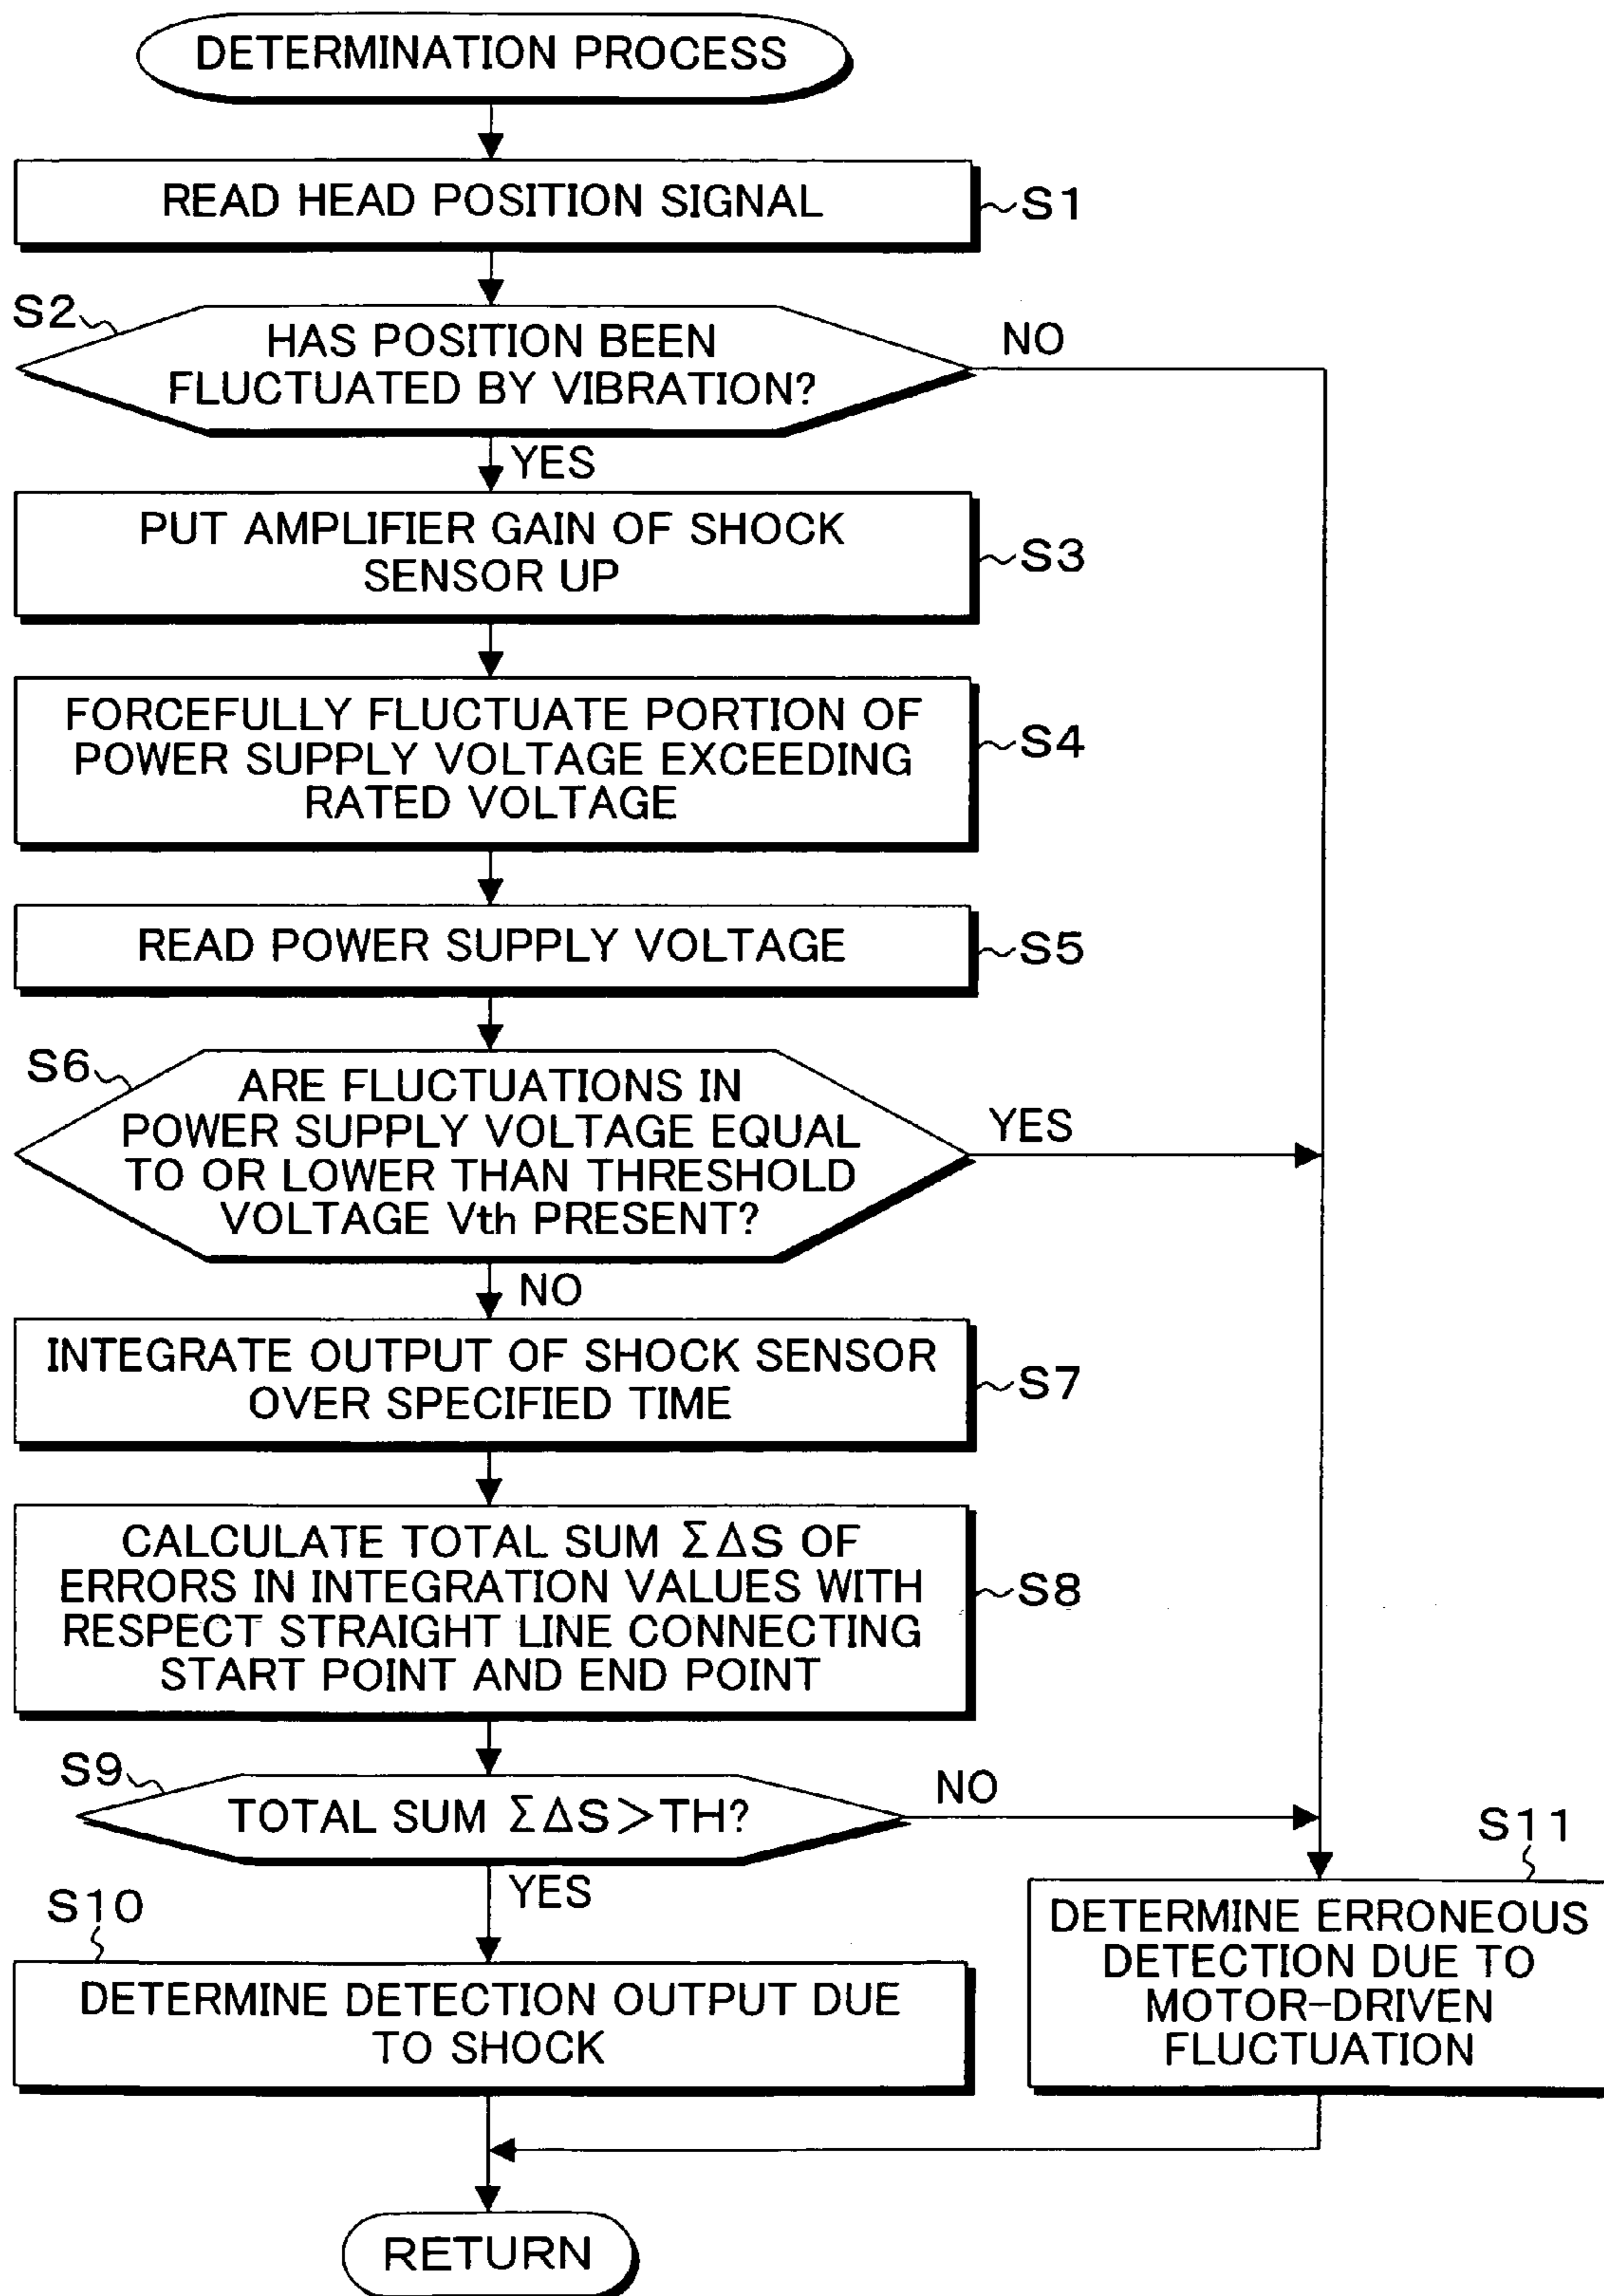 DETERMINATION PROCESS
READ HEAD POSITION SIGNAL
S1
S2
HAS POSITION BEEN
FLUCTUATED BY VIBRATION?
NO
YES
PUT AMPLIFIER GAIN OF SHOCK
SENSOR UP
S3
FORCEFULLY FLUCTUATE PORTION OF
POWER SUPPLY VOLTAGE EXCEEDING
RATED VOLTAGE
S4
READ POWER SUPPLY VOLTAGE
S5
S6
ARE FLUCTUATIONS IN
POWER SUPPLY VOLTAGE EQUAL
TO OR LOWER THAN THRESHOLD
VOLTAGE Vth PRESENT?
YES
NO
INTEGRATE OUTPUT OF SHOCK SENSOR
OVER SPECIFIED TIME
S7
CALCULATE TOTAL SUM ΣΔS OF
ERRORS IN INTEGRATION VALUES WITH
RESPECT STRAIGHT LINE CONNECTING
START POINT AND END POINT
S8
S9
TOTAL SUM ΣΔS>TH?
NO
YES
S10
DETERMINE DETECTION OUTPUT DUE
TO SHOCK
S11
DETERMINE ERRONEOUS
DETECTION DUE TO
MOTOR-DRIVEN
FLUCTUATION
RETURN